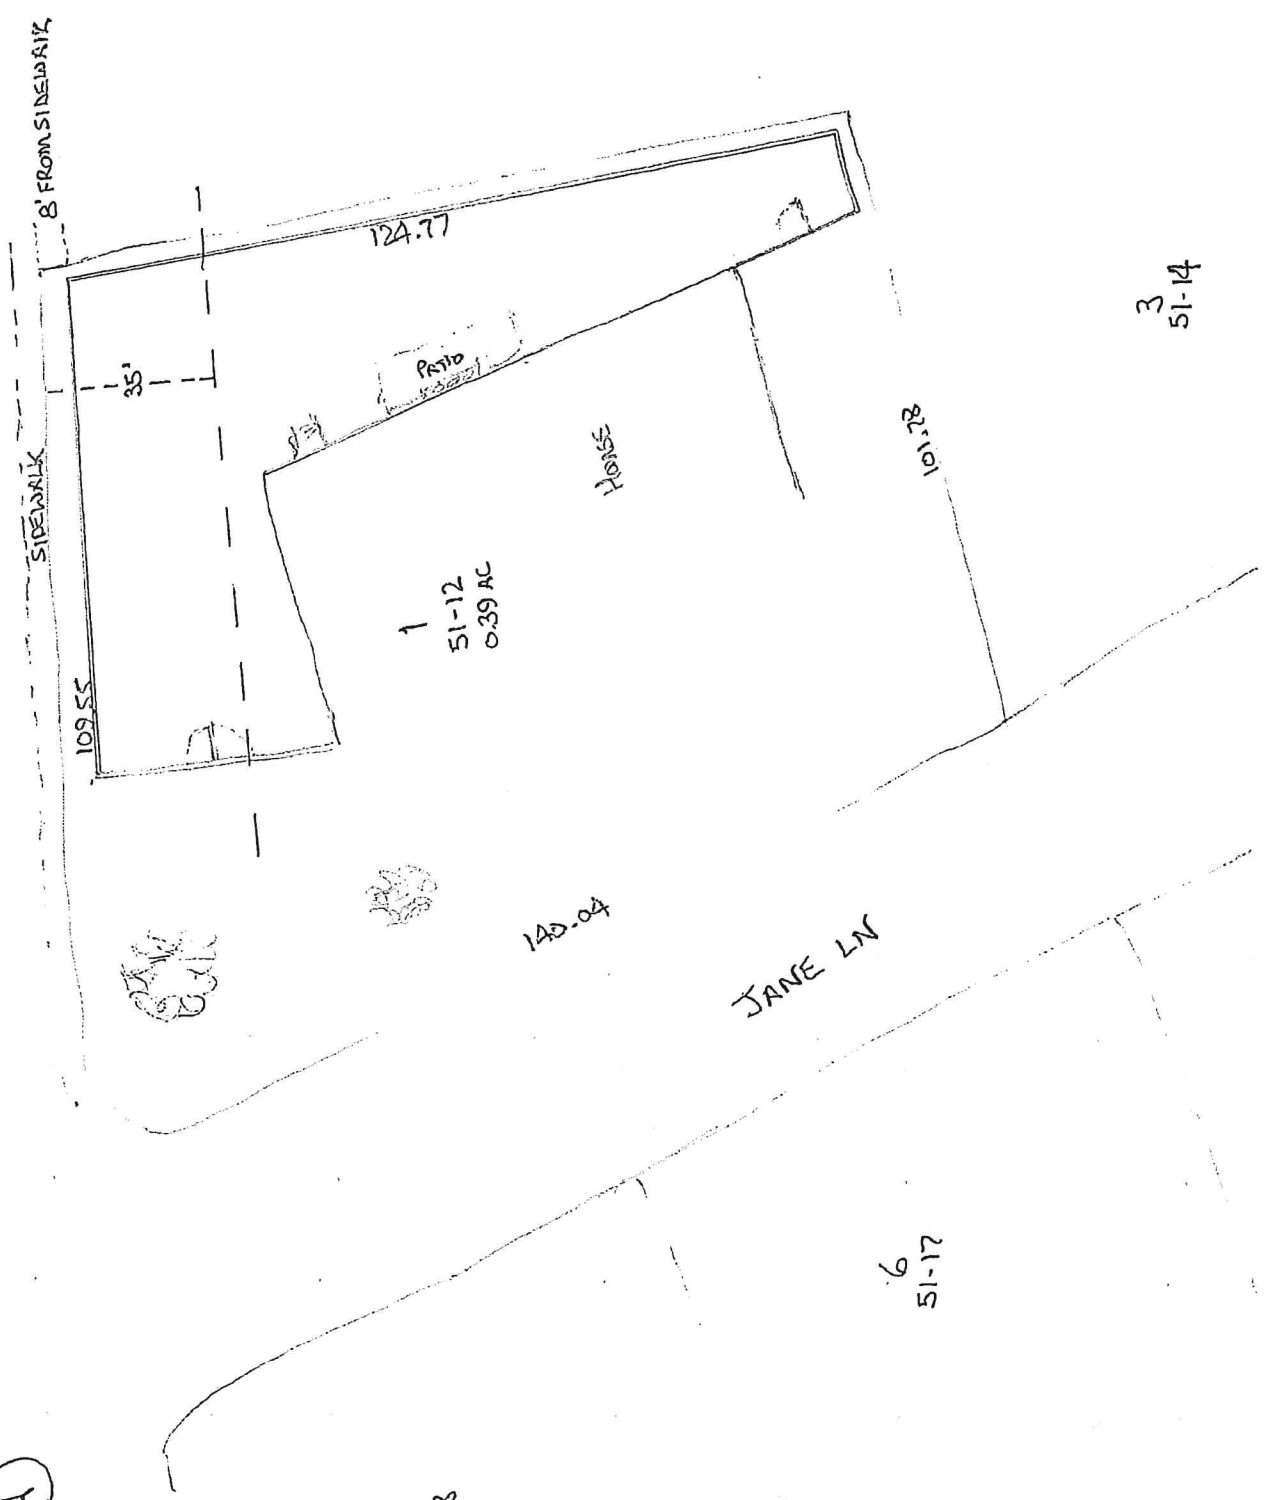 8' FROM SIDEWALK
SIDEWALK
35'
124.77
PATIO
109.55
HOUSE
1
51-12
0.39 AC
101.78
3
51-14
140.04
JANE LN
6
51-17